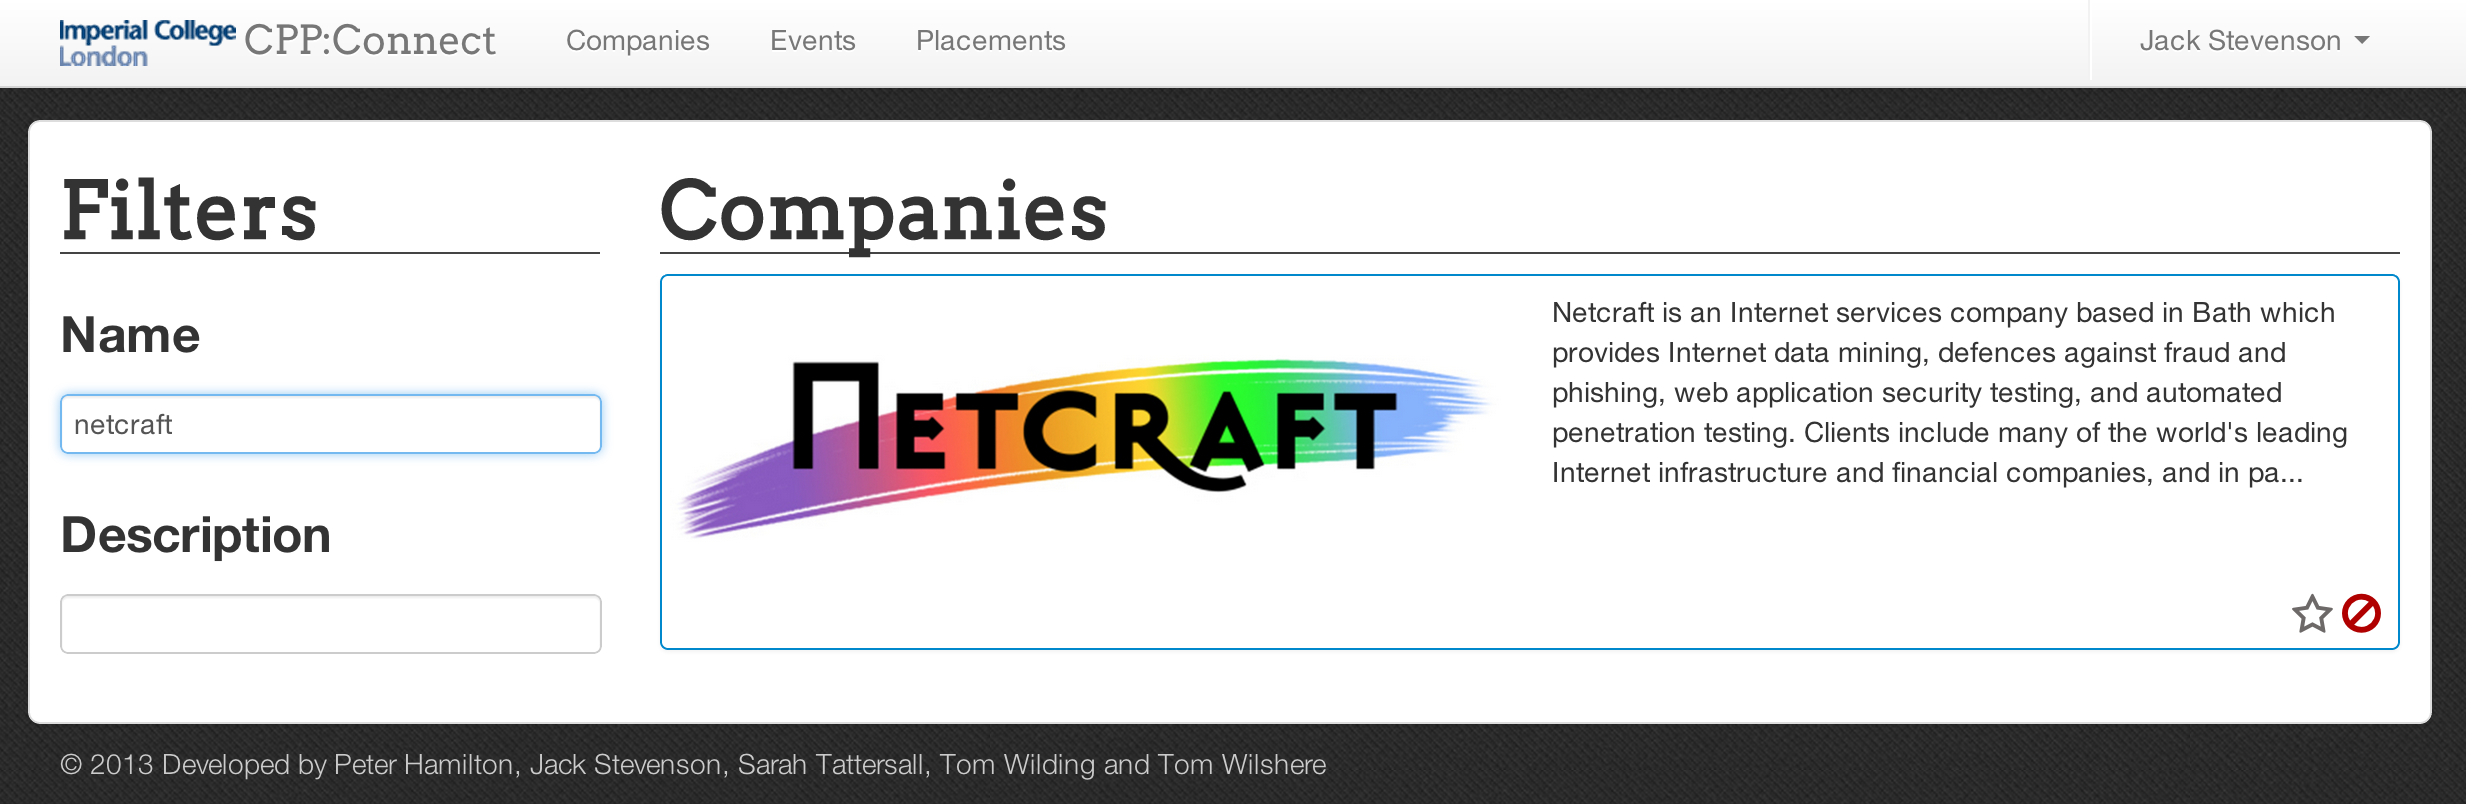 Imperial College
London
CPP:Connect
Companies
Events
Placements
Jack Stevenson
Filters
Name
netcraft
Description
Companies
NETCRAFT
Netcraft is an Internet services company based in Bath which
provides Internet data mining, defences against fraud and
phishing, web application security testing, and automated
penetration testing. Clients include many of the world's leading
Internet infrastructure and financial companies, and in pa...
© 2013 Developed by Peter Hamilton, Jack Stevenson, Sarah Tattersall, Tom Wilding and Tom Wilshere